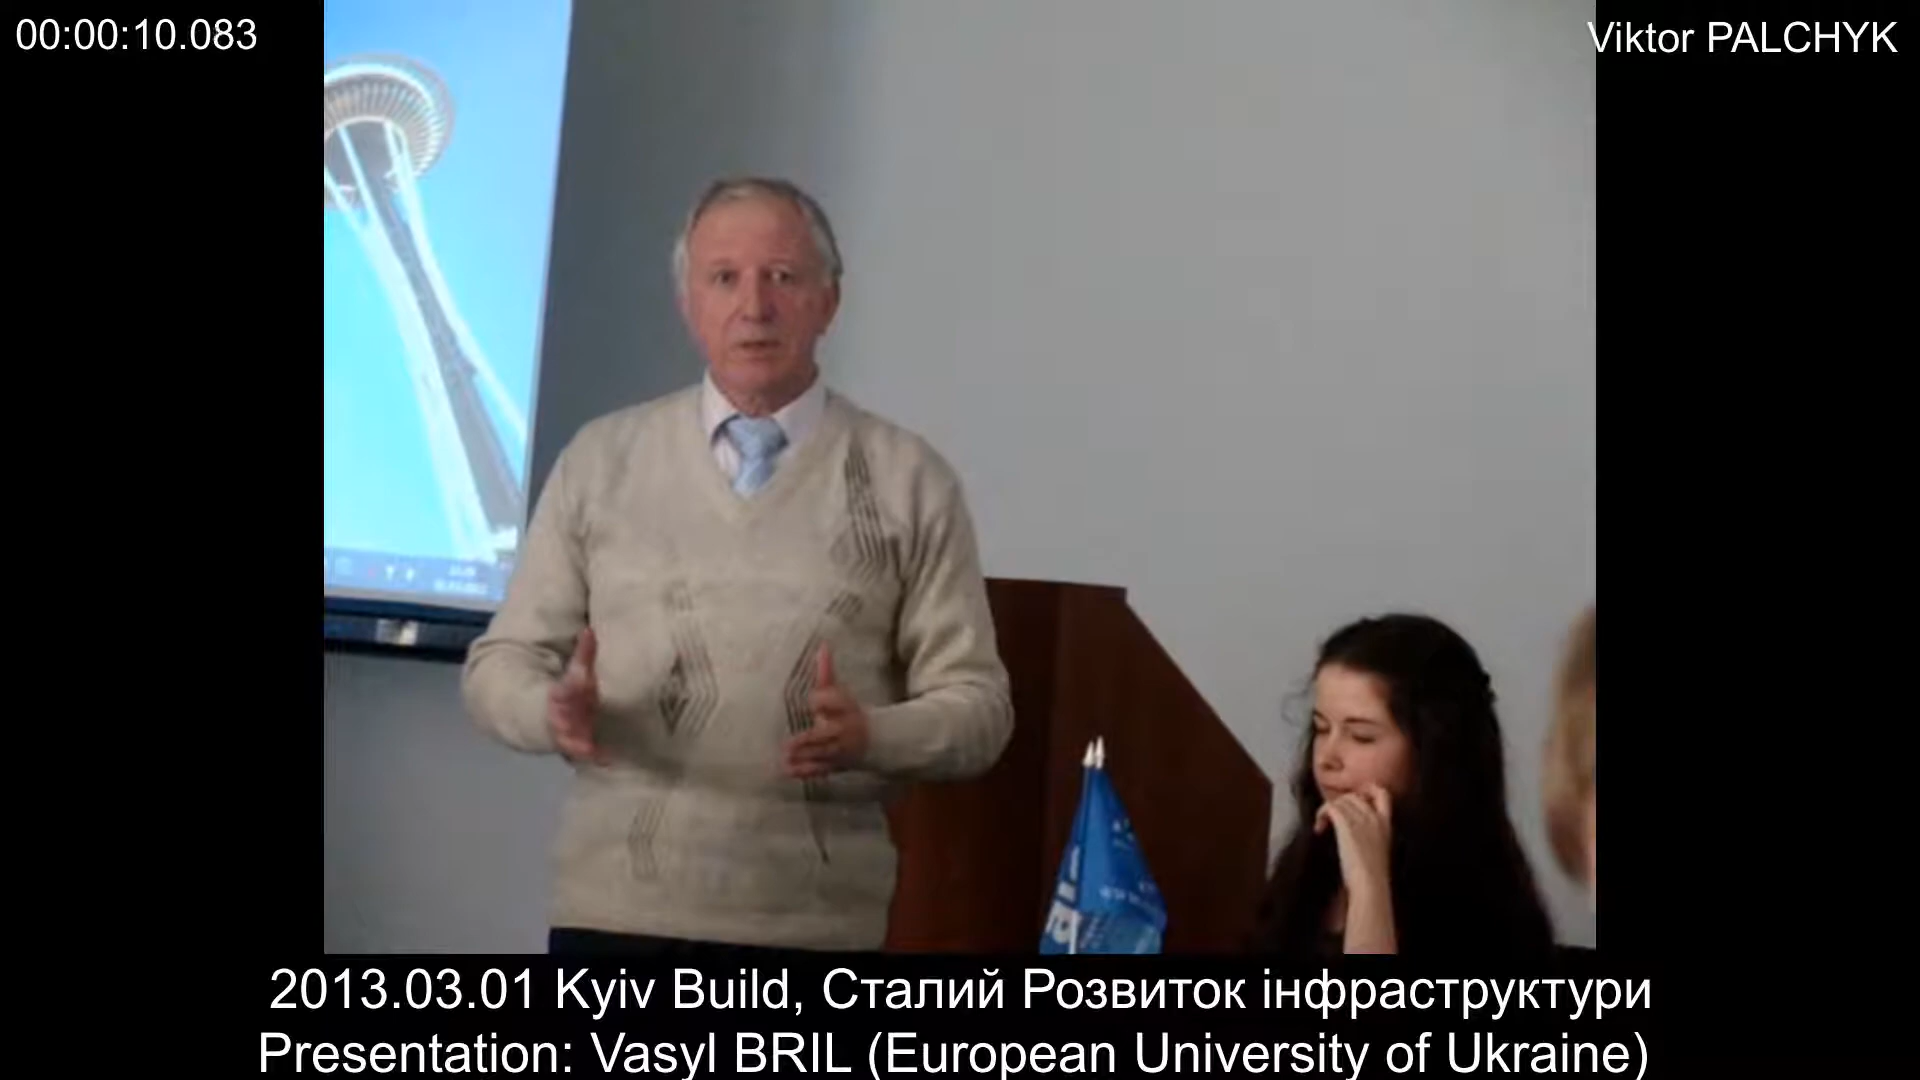 00:00:10.083
Viktor PALCHYK
2013.03.01 Kyiv Build, Сталий Розвиток інфраструктури
Presentation: Vasyl BRIL (European University of Ukraine)